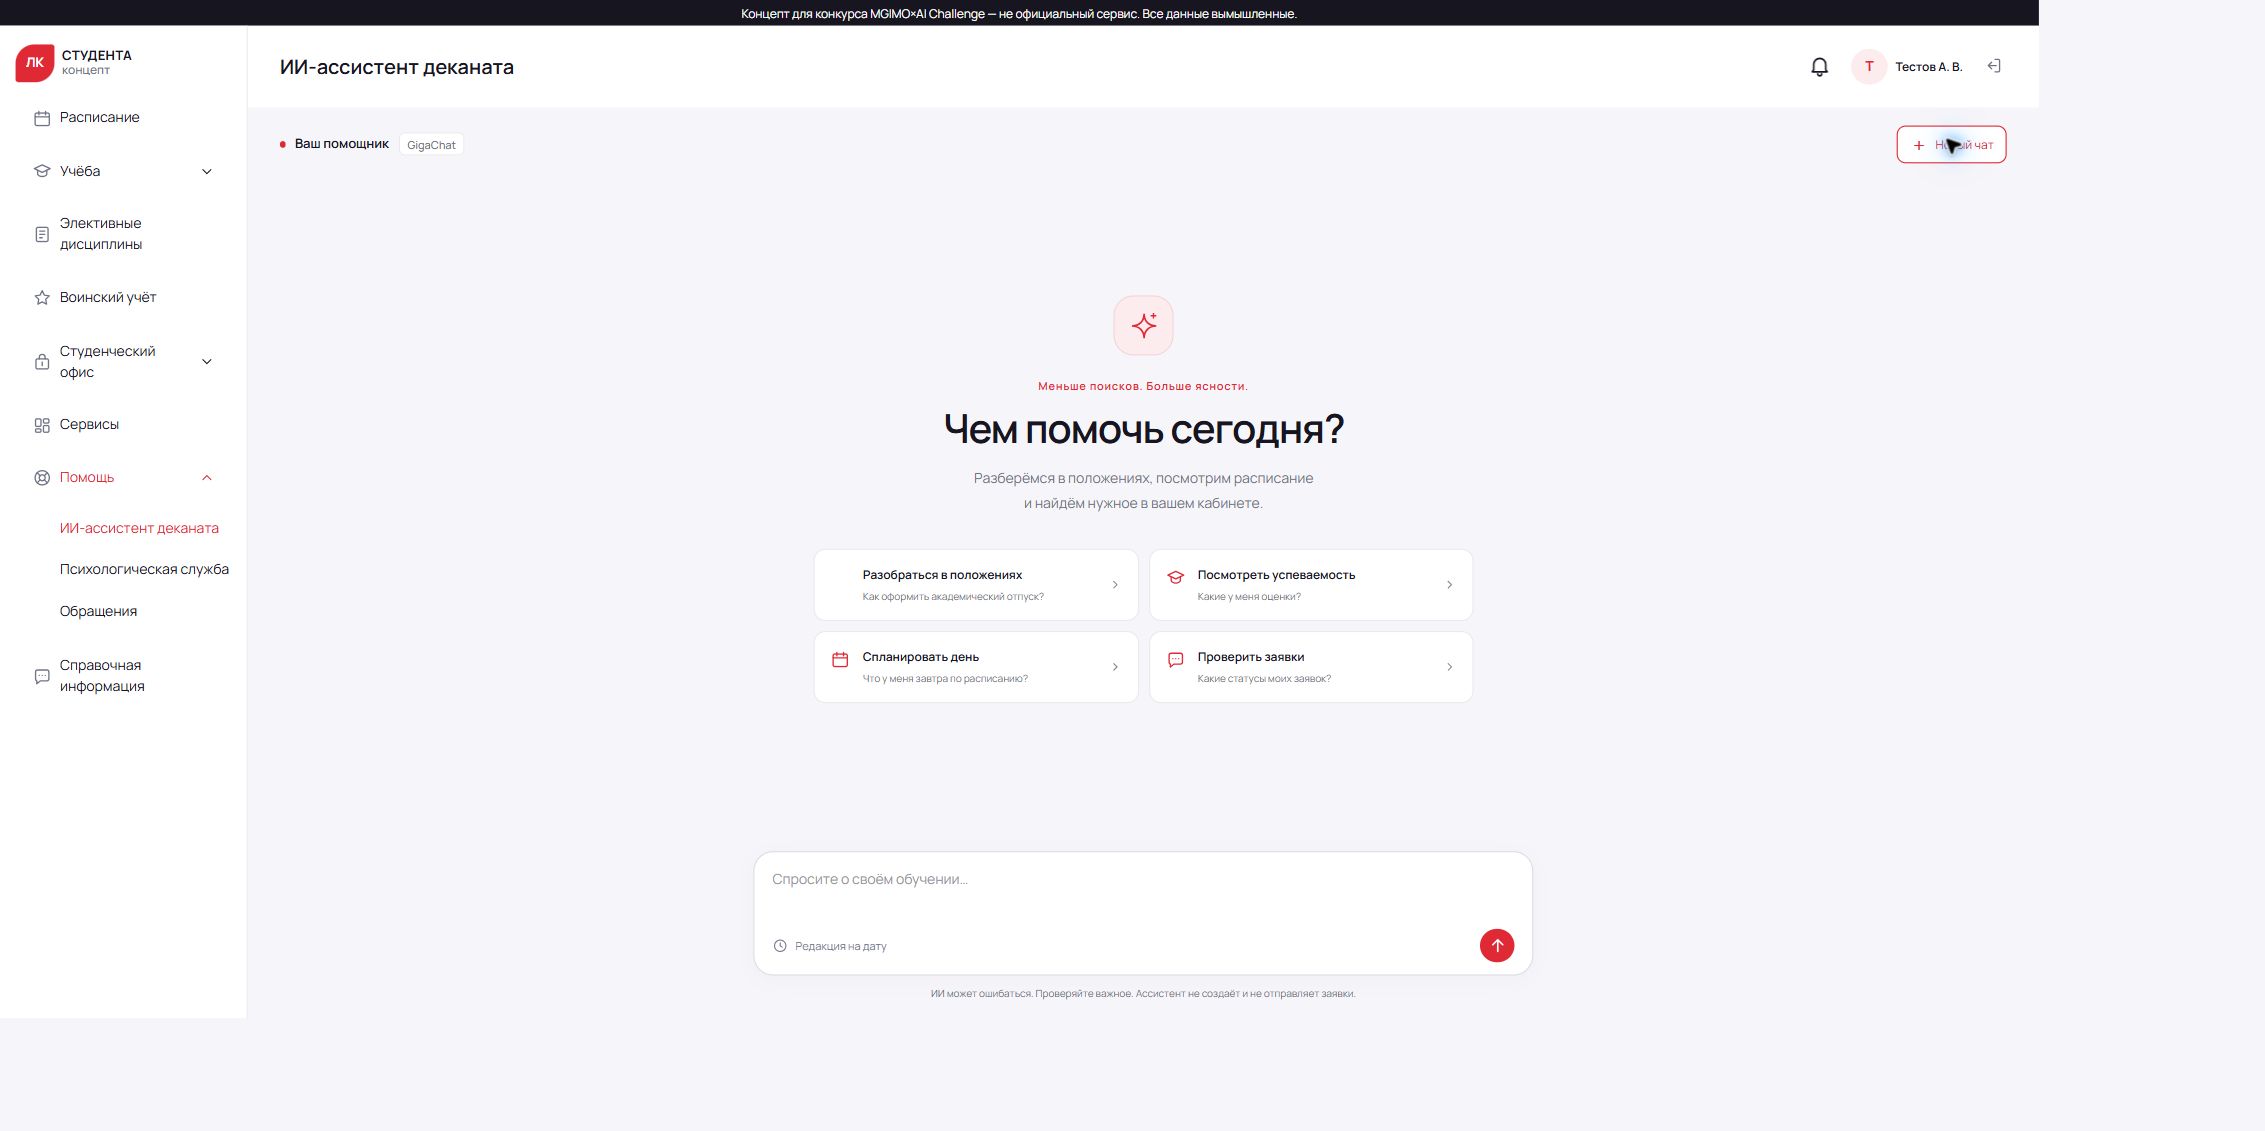 Концепт для конкурса MGIMO×AI Challenge — не официальный сервис. Все данные вымышленные.
ЛК
СТУДЕНТА
концепт
ИИ-ассистент деканата
Т
Тестов А. В.
Расписание
Учёба
Элективные
дисциплины
Воинский учёт
Студенческий
офис
Сервисы
Помощь
ИИ-ассистент деканата
Психологическая служба
Обращения
Справочная
информация
Ваш помощник
GigaChat
чат
Меньше поисков. Больше ясности.
Чем помочь сегодня?
Разберёмся в положениях, посмотрим расписание
и найдём нужное в вашем кабинете.
Разобраться в положениях
Как оформить академический отпуск?
Посмотреть успеваемость
Какие у меня оценки?
Спланировать день
Что у меня завтра по расписанию?
Проверить заявки
Какие статусы моих заявок?
Спросите о своём обучении…
Редакция на дату
ИИ может ошибаться. Проверяйте важное. Ассистент не создаёт и не отправляет заявки.